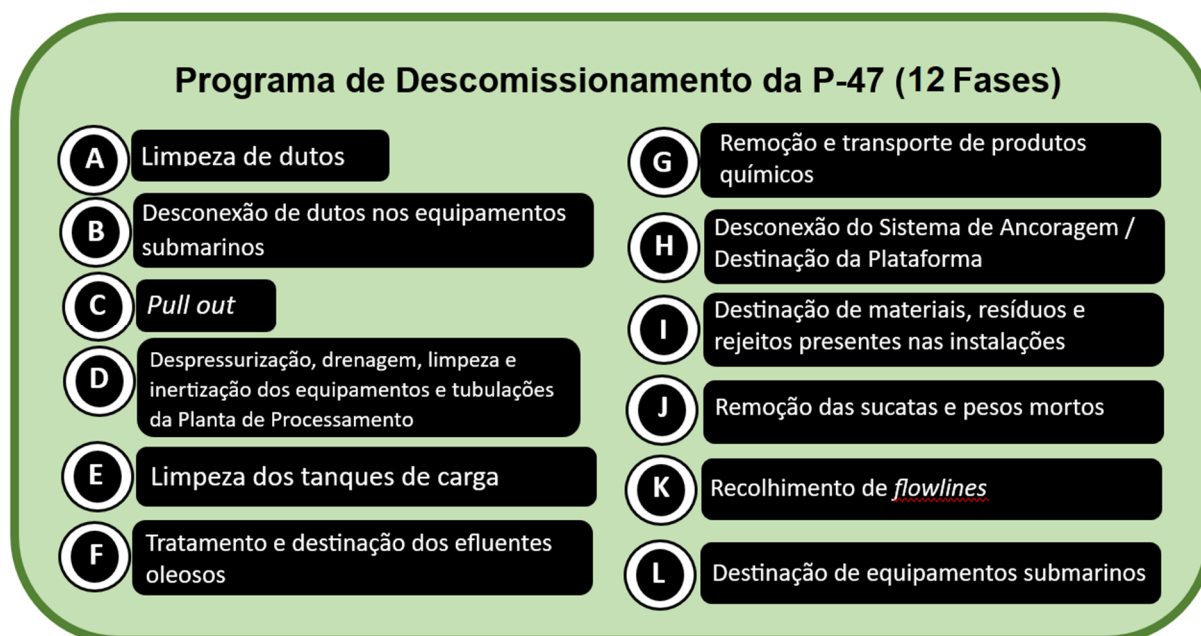 Programa de Descomissionamento da P-47 (12 Fases)
A
Limpeza de dutos
B
Desconexão de dutos nos equipamentos
submarinos
C
Pull out
D
Despressurização, drenagem, limpeza e
inertização dos equipamentos e tubulações
da Planta de Processamento
E
Limpeza dos tanques de carga
F
Tratamento e destinação dos efluentes
oleosos
G
Remoção e transporte de produtos
químicos
H
Desconexão do Sistema de Ancoragem /
Destinação da Plataforma
I
Destinação de materiais, resíduos e
rejeitos presentes nas instalações
J
Remoção das sucatas e pesos mortos
K
Recolhimento de flowlines
L
Destinação de equipamentos submarinos